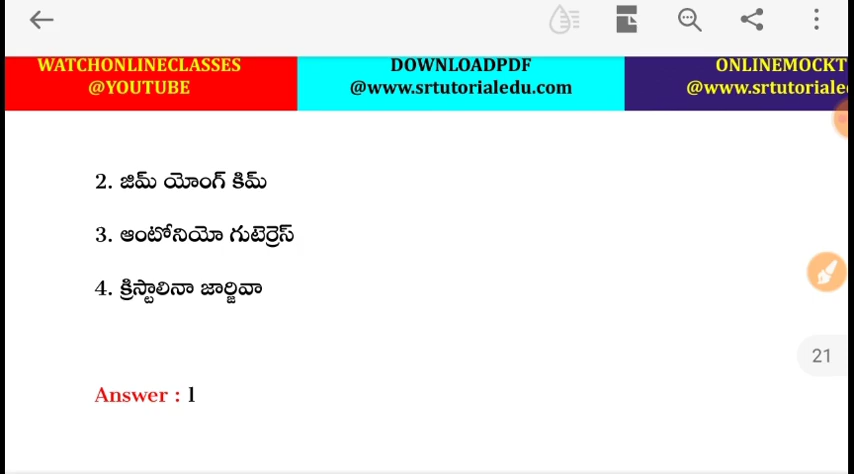 WATCHONLINECLASSES
@YOUTUBE
DOWNLOADPDF
@www.srtutorialedu.com
ONLINEMOCKT
@www.srtutoriale
2. జిమ్ యోంగ్ కిమ్
3. ఆంటోనియో గుటెర్రెస్
4. క్రిస్టాలినా జార్జివా
21
Answer : 1